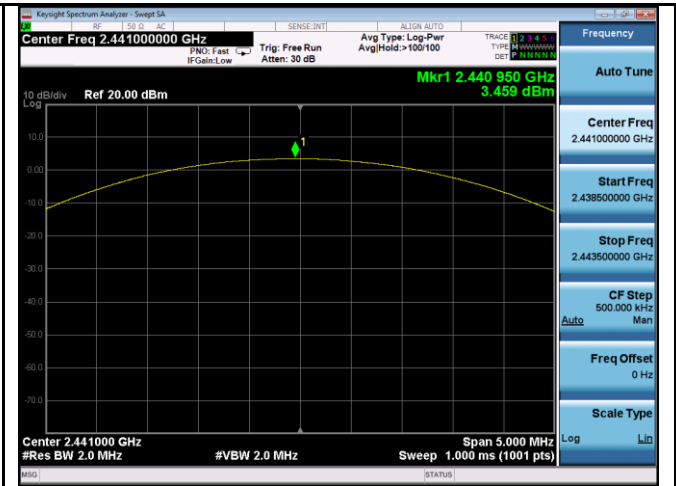 Keysight Spectrum Analyzer - Swept SA
RF 50 Ω AC SENSE:INT ALIGN AUTO
Center Freq 2.441000000 GHz
PNO: Fast
IFGain:Low
Trig: Free Run
Atten: 30 dB
Avg Type: Log-Pwr
Avg|Hold:>100/100
TRACE 1 2 3 4 5 6
TYPE MWWWWW
DET P N N N N N
Mkr1 2.440 950 GHz
3.459 dBm
10 dB/div Ref 20.00 dBm
Log
1
10.0
0.00
-10.0
-20.0
-30.0
-40.0
-50.0
-60.0
-70.0
Center 2.441000 GHz Span 5.000 MHz
#Res BW 2.0 MHz #VBW 2.0 MHz Sweep 1.000 ms (1001 pts)
MSG STATUS
Frequency
Auto Tune
Center Freq
2.441000000 GHz
Start Freq
2.438500000 GHz
Stop Freq
2.443500000 GHz
CF Step
500.000 kHz
Auto Man
Freq Offset
0 Hz
Scale Type
Log Lin